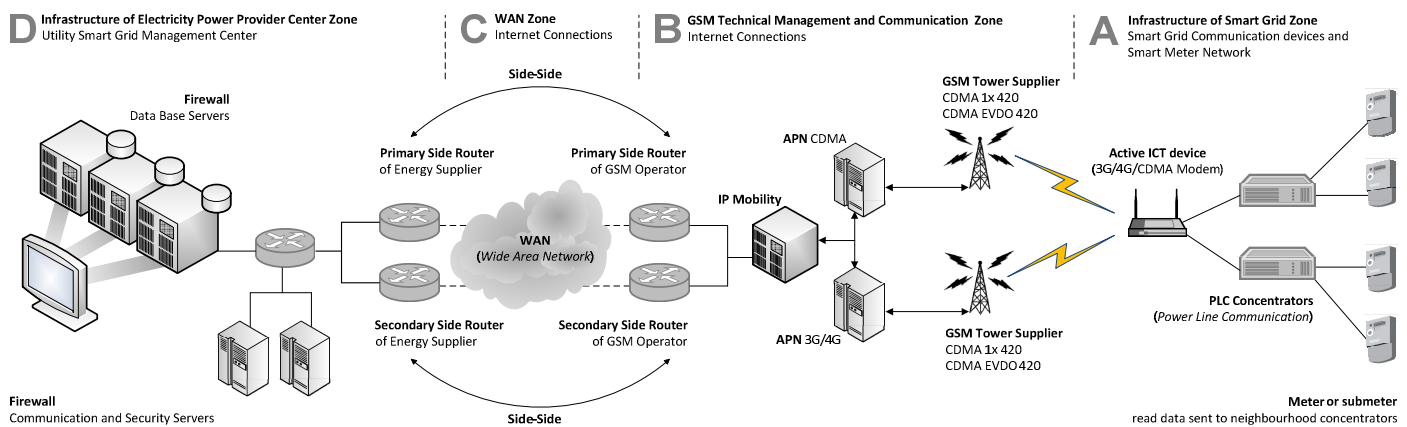 D Infrastructure of Electricity Power Provider Center Zone
Utility Smart Grid Management Center
C WAN Zone
Internet Connections
B GSM Technical Management and Communication Zone
Internet Connections
A Infrastructure of Smart Grid Zone
Smart Grid Communication devices and
Smart Meter Network
Side-Side
Firewall
Data Base Servers
Primary Side Router
of Energy Supplier
Primary Side Router
of GSM Operator
APN CDMA
GSM Tower Supplier
CDMA 1x 420
CDMA EVDO 420
Active ICT device
(3G/4G/CDMA Modem)
IP Mobility
WAN
(Wide Area Network)
Secondary Side Router
of Energy Supplier
Secondary Side Router
of GSM Operator
APN 3G/4G
GSM Tower Supplier
CDMA 1x 420
CDMA EVDO 420
PLC Concentrators
(Power Line Communication)
Firewall
Communication and Security Servers
Side-Side
Meter or submeter
read data sent to neighbourhood concentrators